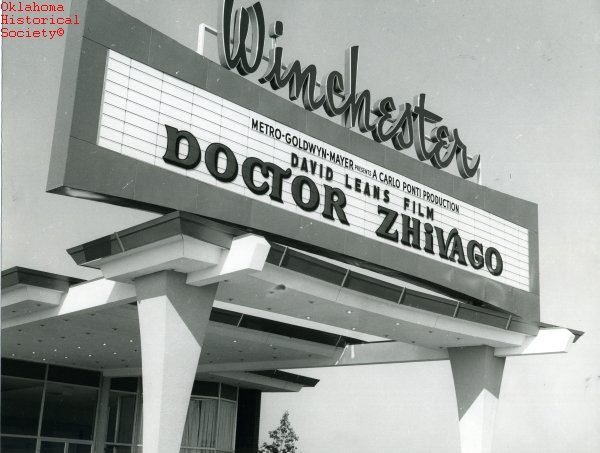 Oklahoma
Historical
Society©
Winchester
METRO-GOLDWYN-MAYER PRESENTS A CARLO PONTI PRODUCTION
DAVID LEANS FILM
DOCTOR ZHiVAGO